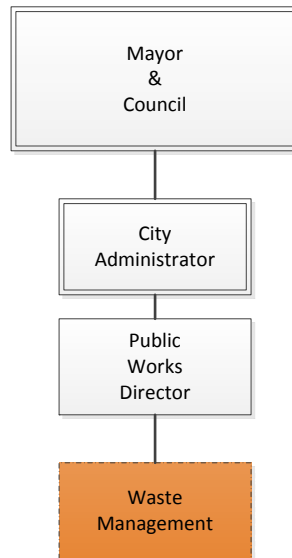 Mayor
&
Council
City
Administrator
Public
Works
Director
Waste
Management